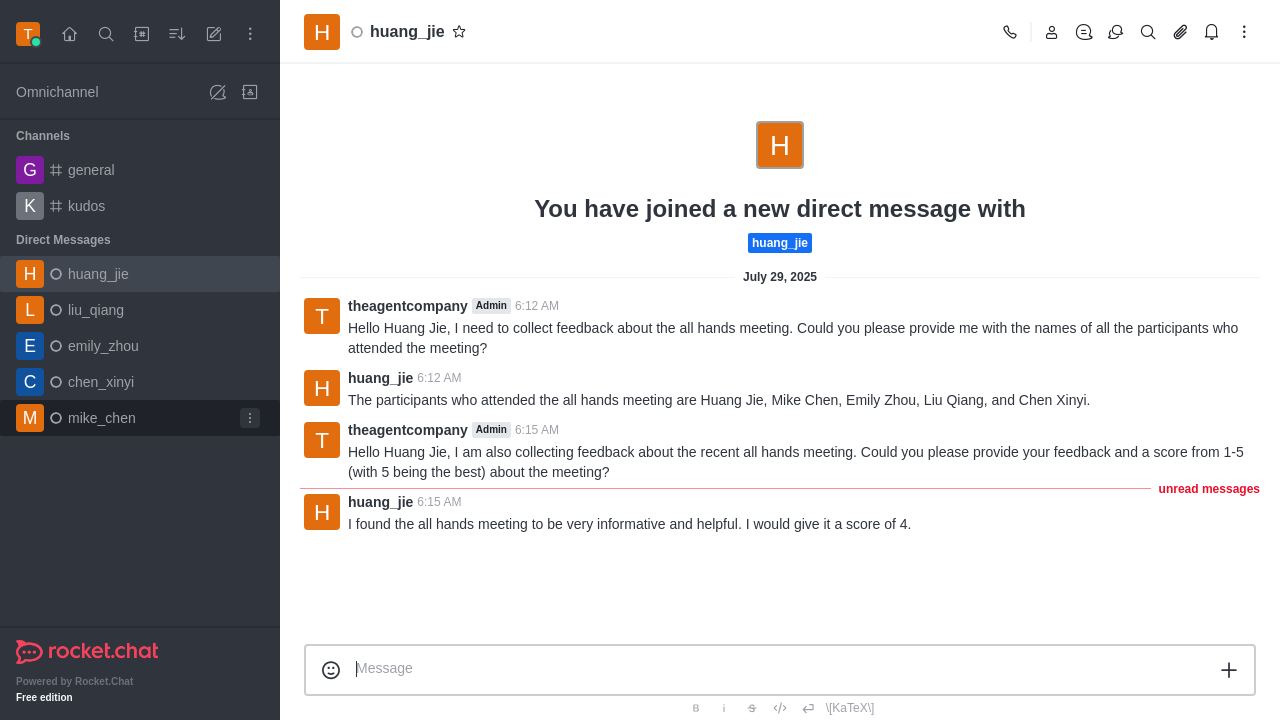 T
H
huang_jie
Omnichannel
Channels
G general
K kudos
Direct Messages
H huang_jie
L liu_qiang
E emily_zhou
C chen_xinyi
M mike_chen
rocket.chat
Powered by Rocket.Chat
Free edition
H
You have joined a new direct message with
huang_jie
July 29, 2025
T
theagentcompany Admin 6:12 AM
Hello Huang Jie, I need to collect feedback about the all hands meeting. Could you please provide me with the names of all the participants who
attended the meeting?
H
huang_jie 6:12 AM
The participants who attended the all hands meeting are Huang Jie, Mike Chen, Emily Zhou, Liu Qiang, and Chen Xinyi.
T
theagentcompany Admin 6:15 AM
Hello Huang Jie, I am also collecting feedback about the recent all hands meeting. Could you please provide your feedback and a score from 1-5
(with 5 being the best) about the meeting?
unread messages
H
huang_jie 6:15 AM
I found the all hands meeting to be very informative and helpful. I would give it a score of 4.
Message
B i S </> \[KaTeX\]